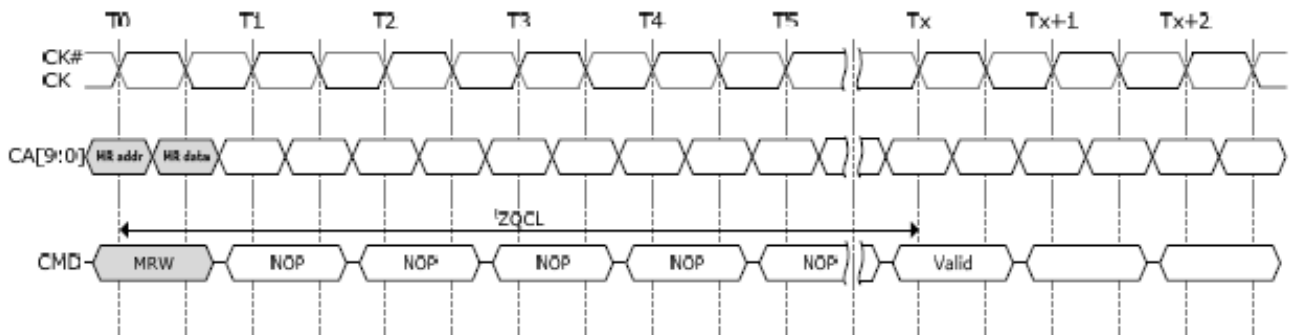 T0 T1 T2 T3 T4 T5 Tx Tx+1 Tx+2
CK#
CK
CA[9:0] MR addr MR data
tZQCL
CMD MRW NOP NOP NOP NOP NOP Valid